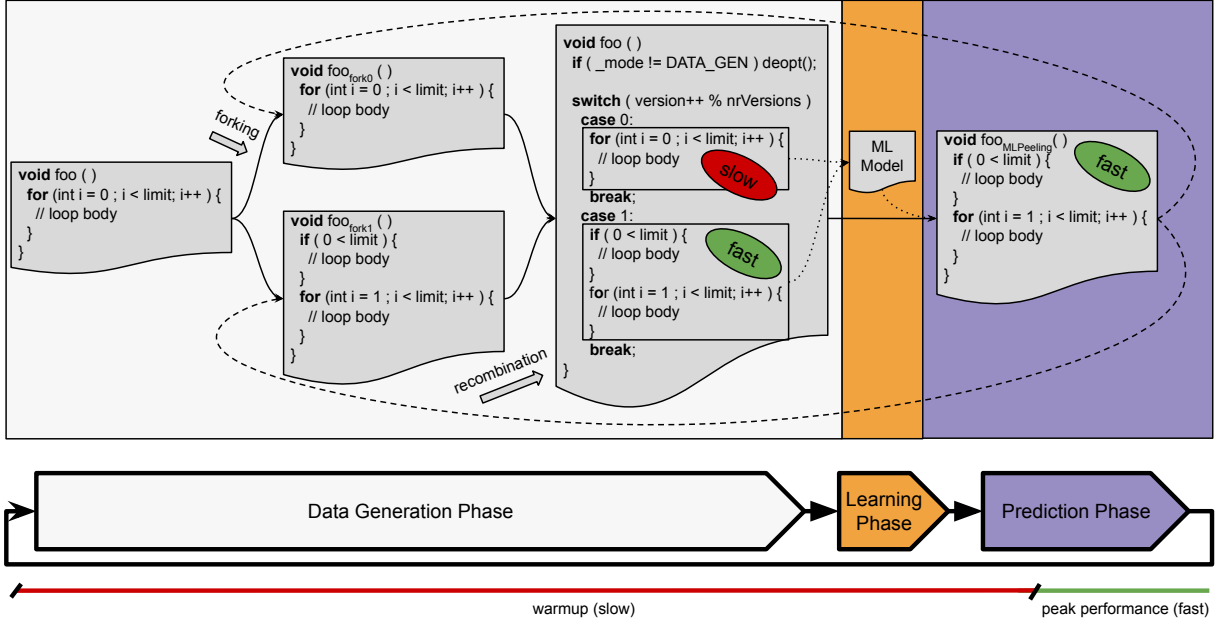 void foo ( )
for (int i = 0 ; i < limit; i++ ) {
// loop body
}
}
forking
void foo_fork0 ( )
for (int i = 0 ; i < limit; i++ ) {
// loop body
}
}
void foo_fork1 ( )
if ( 0 < limit ) {
// loop body
}
for (int i = 1 ; i < limit; i++ ) {
// loop body
}
}
recombination
void foo ( )
if ( _mode != DATA_GEN ) deopt();
switch ( version++ % nrVersions )
case 0:
for (int i = 0 ; i < limit; i++ ) {
// loop body
}
slow
break;
case 1:
if ( 0 < limit ) {
// loop body
}
fast
for (int i = 1 ; i < limit; i++ ) {
// loop body
}
break;
}
ML
Model
void foo_MLPeeling( )
if ( 0 < limit ) {
// loop body
}
fast
for (int i = 1 ; i < limit; i++ ) {
// loop body
}
}
Data Generation Phase
Learning
Phase
Prediction Phase
warmup (slow)
peak performance (fast)